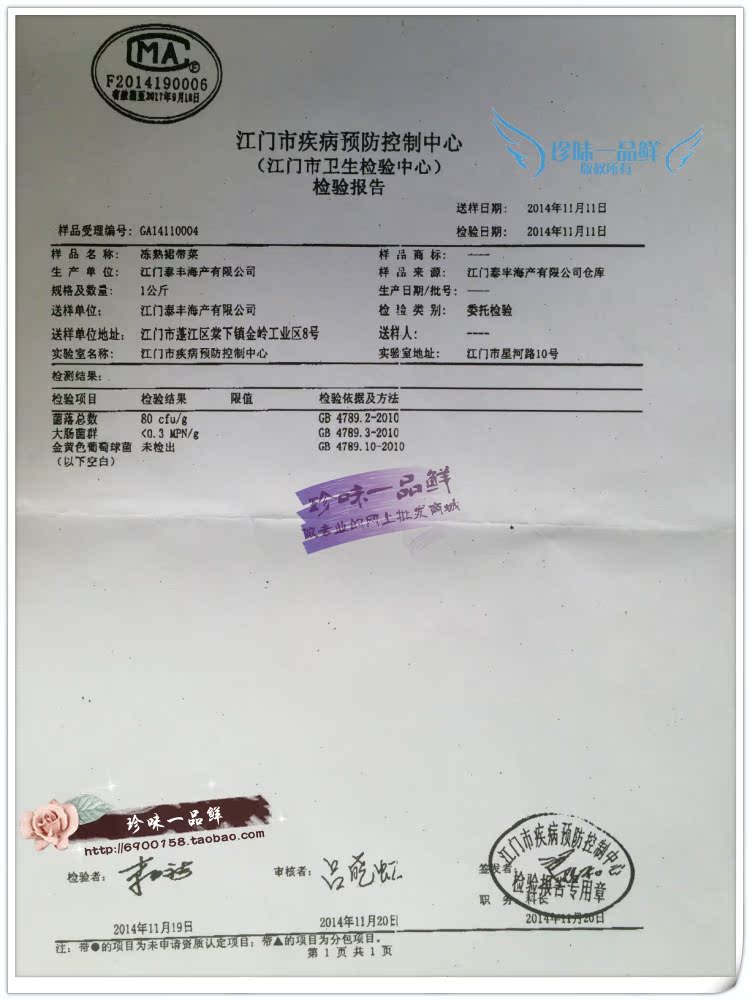 CMA
F2014190006
有效期至2017年9月18日
江门市疾病预防控制中心
(江门市卫生检验中心)
检验报告
珍味一品鲜
版权所有
送样日期: 2014年11月11日
样品受理编号: GA14110004 检验日期: 2014年11月11日
样品名称: 冻熟裙带菜 样品商标: ----
生产单位: 江门泰丰海产有限公司 样品来源: 江门泰丰海产有限公司仓库
规格及数量: 1公斤 生产日期/批号: ----
送样单位: 江门泰丰海产有限公司 检验类别: 委托检验
送样单位地址: 江门市蓬江区棠下镇金岭工业区8号 送样人: ----
实验室名称: 江门市疾病预防控制中心 实验室地址: 江门市星河路10号
检测结果:
检验项目 检验结果 限值 检验依据及方法
菌落总数 80 cfu/g GB 4789.2-2010
大肠菌群 <0.3 MPN/g GB 4789.3-2010
金黄色葡萄球菌 未检出 GB 4789.10-2010
(以下空白)
珍味一品鲜
最专业的网上批发商城
珍味一品鲜
http://6900158.taobao.com
江门市疾病预防控制中心
检验报告专用章
检验者: 审核者: 吕晓虹 签发者:
职务: 科长
2014年11月19日 2014年11月20日 2014年11月20日
注: 带●的项目为未申请资质认定项目; 带▲的项目为分包项目。
第 1 页 共 1 页